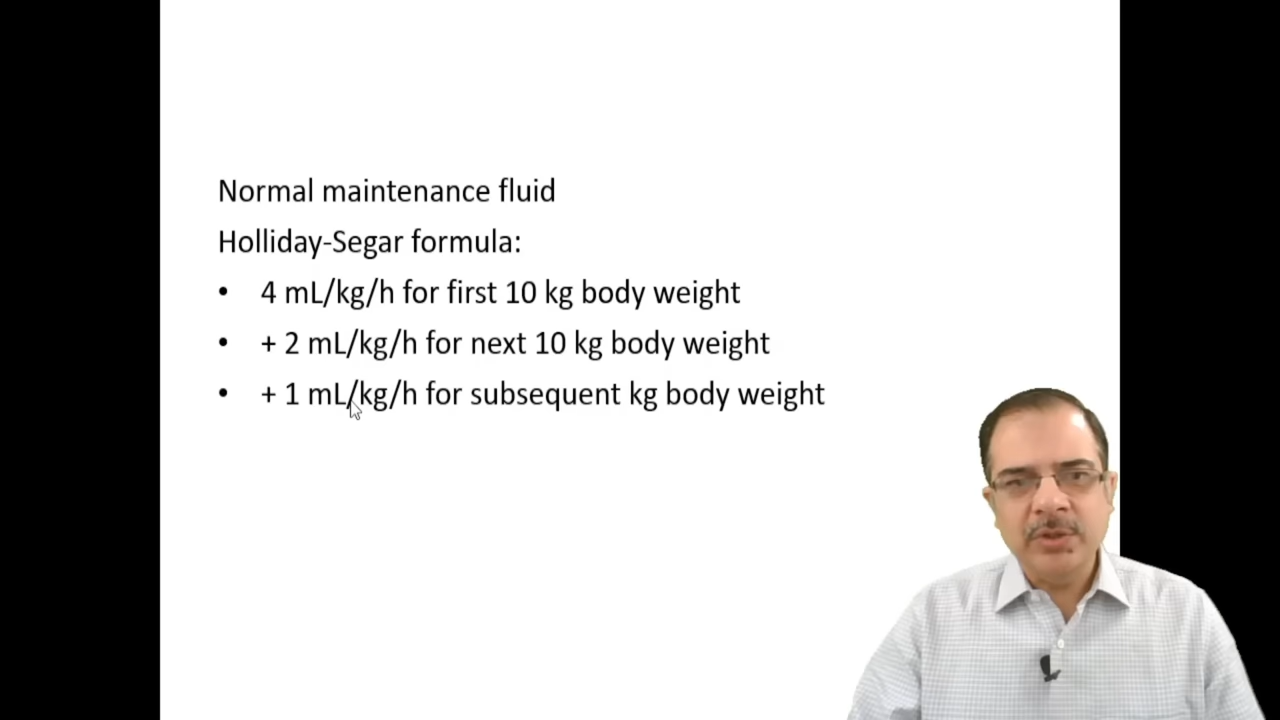 Normal maintenance fluid
Holliday-Segar formula:
• 4 mL/kg/h for first 10 kg body weight
• + 2 mL/kg/h for next 10 kg body weight
• + 1 mL/kg/h for subsequent kg body weight